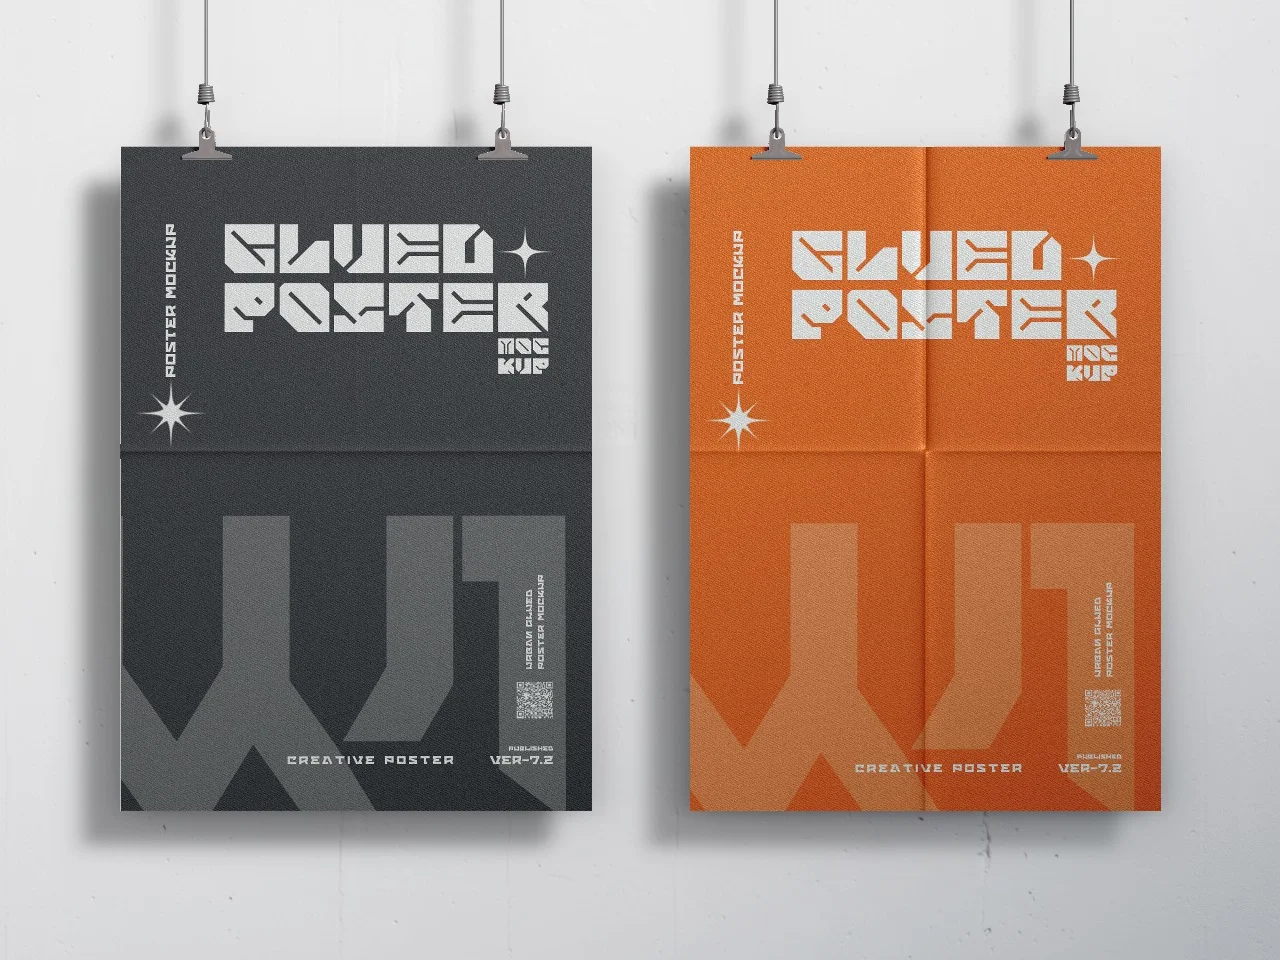 POSTER MOCKUP
GLUED
POSTER
MOC
KUP
URBAN GLUED
POSTER MOCKUP
PUBLISHED
CREATIVE POSTER
VER-7.2
POSTER MOCKUP
GLUED
POSTER
MOC
KUP
URBAN GLUED
POSTER MOCKUP
PUBLISHED
CREATIVE POSTER
VER-7.2